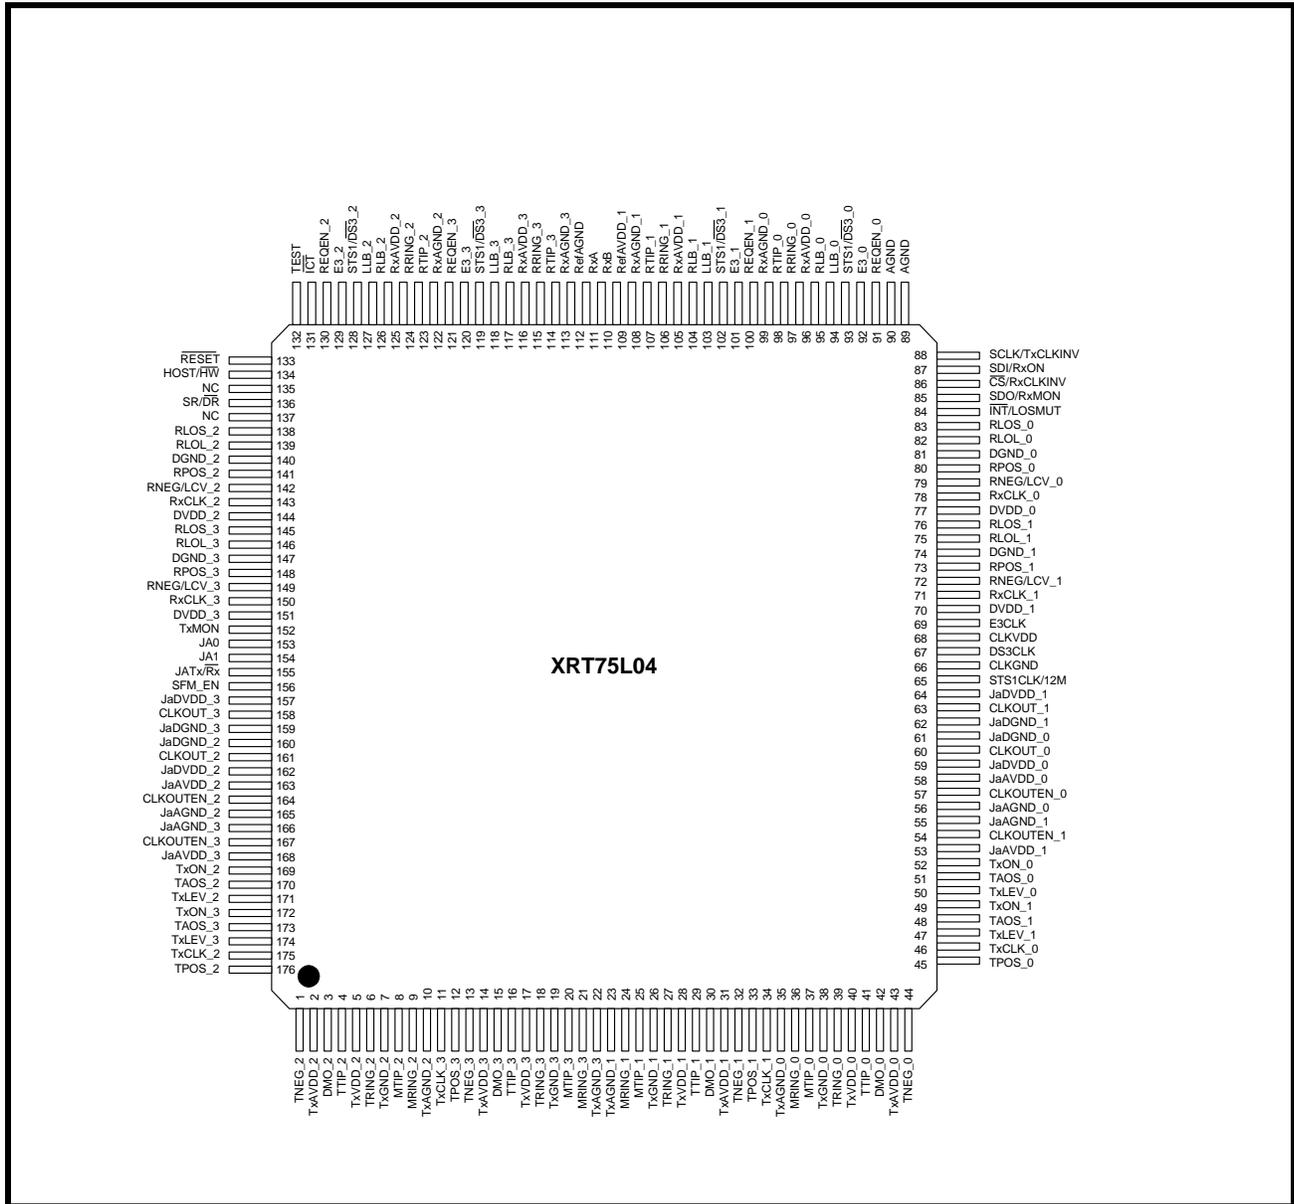 TEST
ICT
REQEN_2
E3_2
STS1/DS3_2
LLB_2
RLB_2
RxAVDD_2
RRING_2
RTIP_2
RxAGND_2
REQEN_3
E3_3
STS1/DS3_3
LLB_3
RLB_3
RxAVDD_3
RRING_3
RTIP_3
RxAGND_3
RefAGND
RxA
RxB
RefAVDD_1
RxAGND_1
RTIP_1
RRING_1
RxAVDD_1
RLB_1
LLB_1
STS1/DS3_1
E3_1
REQEN_1
RxAGND_0
RTIP_0
RRING_0
RxAVDD_0
RLB_0
LLB_0
STS1/DS3_0
E3_0
REQEN_0
AGND
AGND
132
131
130
129
128
127
126
125
124
123
122
121
120
119
118
117
116
115
114
113
112
111
110
109
108
107
106
105
104
103
102
101
100
99
98
97
96
95
94
93
92
91
90
89
RESET 133
HOST/HW 134
NC 135
SR/DR 136
NC 137
RLOS_2 138
RLOL_2 139
DGND_2 140
RPOS_2 141
RNEG/LCV_2 142
RxCLK_2 143
DVDD_2 144
RLOS_3 145
RLOL_3 146
DGND_3 147
RPOS_3 148
RNEG/LCV_3 149
RxCLK_3 150
DVDD_3 151
TxMON 152
JA0 153
JA1 154
JATx/Rx 155
SFM_EN 156
JaDVDD_3 157
CLKOUT_3 158
JaDGND_3 159
JaDGND_2 160
CLKOUT_2 161
JaDVDD_2 162
JaAVDD_2 163
CLKOUTEN_2 164
JaAGND_2 165
JaAGND_3 166
CLKOUTEN_3 167
JaAVDD_3 168
TxON_2 169
TAOS_2 170
TxLEV_2 171
TxON_3 172
TAOS_3 173
TxLEV_3 174
TxCLK_2 175
TPOS_2 176
XRT75L04
88 SCLK/TxCLKINV
87 SDI/RxON
86 CS/RxCLKINV
85 SDO/RxMON
84 INT/LOSMUT
83 RLOS_0
82 RLOL_0
81 DGND_0
80 RPOS_0
79 RNEG/LCV_0
78 RxCLK_0
77 DVDD_0
76 RLOS_1
75 RLOL_1
74 DGND_1
73 RPOS_1
72 RNEG/LCV_1
71 RxCLK_1
70 DVDD_1
69 E3CLK
68 CLKVDD
67 DS3CLK
66 CLKGND
65 STS1CLK/12M
64 JaDVDD_1
63 CLKOUT_1
62 JaDGND_1
61 JaDGND_0
60 CLKOUT_0
59 JaDVDD_0
58 JaAVDD_0
57 CLKOUTEN_0
56 JaAGND_0
55 JaAGND_1
54 CLKOUTEN_1
53 JaAVDD_1
52 TxON_0
51 TAOS_0
50 TxLEV_0
49 TxON_1
48 TAOS_1
47 TxLEV_1
46 TxCLK_0
45 TPOS_0
1
2
3
4
5
6
7
8
9
10
11
12
13
14
15
16
17
18
19
20
21
22
23
24
25
26
27
28
29
30
31
32
33
34
35
36
37
38
39
40
41
42
43
44
TNEG_2
TxAVDD_2
DMO_2
TTIP_2
TxVDD_2
TRING_2
TxGND_2
MTIP_2
MRING_2
TxAGND_2
TxCLK_3
TPOS_3
TNEG_3
TxAVDD_3
DMO_3
TTIP_3
TxVDD_3
TRING_3
TxGND_3
MTIP_3
MRING_3
TxAGND_3
TxAGND_1
MRING_1
MTIP_1
TxGND_1
TRING_1
TxVDD_1
TTIP_1
DMO_1
TxAVDD_1
TNEG_1
TPOS_1
TxCLK_1
TxAGND_0
MRING_0
MTIP_0
TxGND_0
TRING_0
TxVDD_0
TTIP_0
DMO_0
TxAVDD_0
TNEG_0